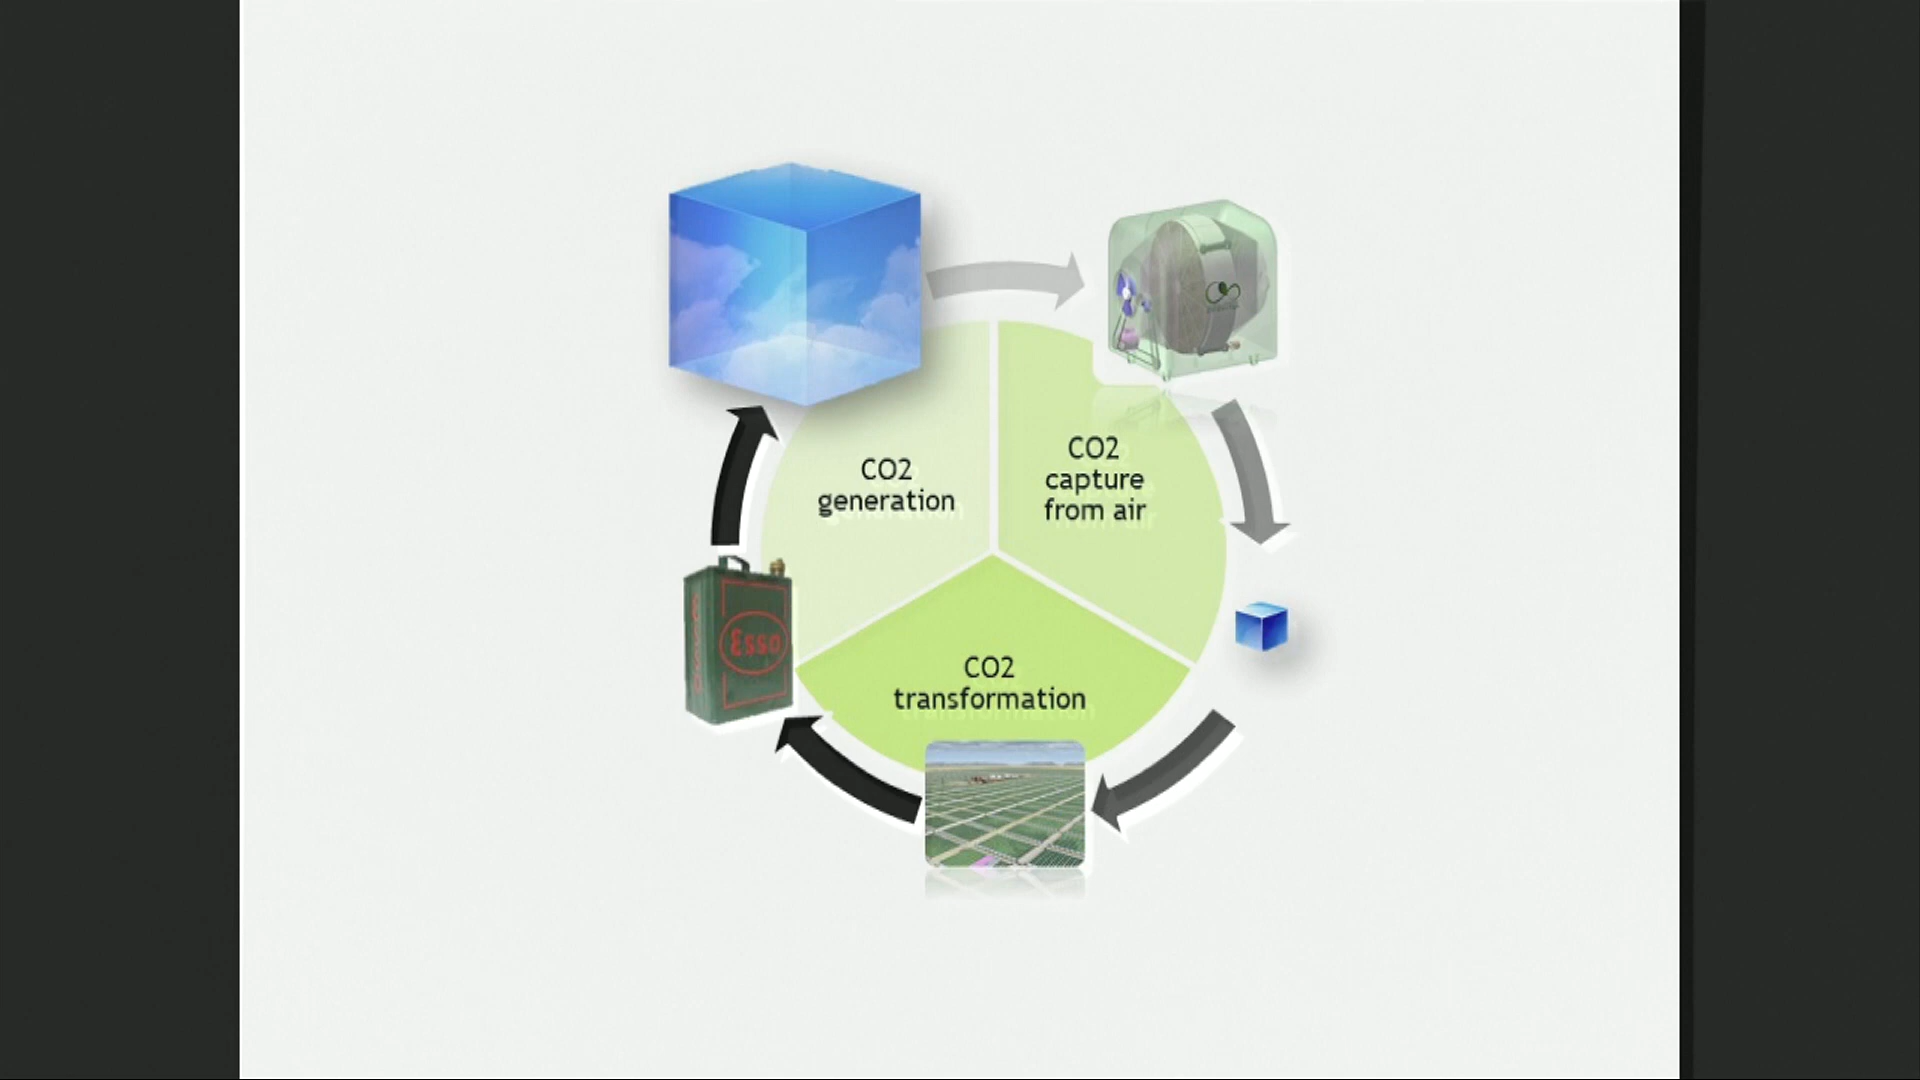 CO2
generation
CO2
capture
from air
CO2
transformation
Esso